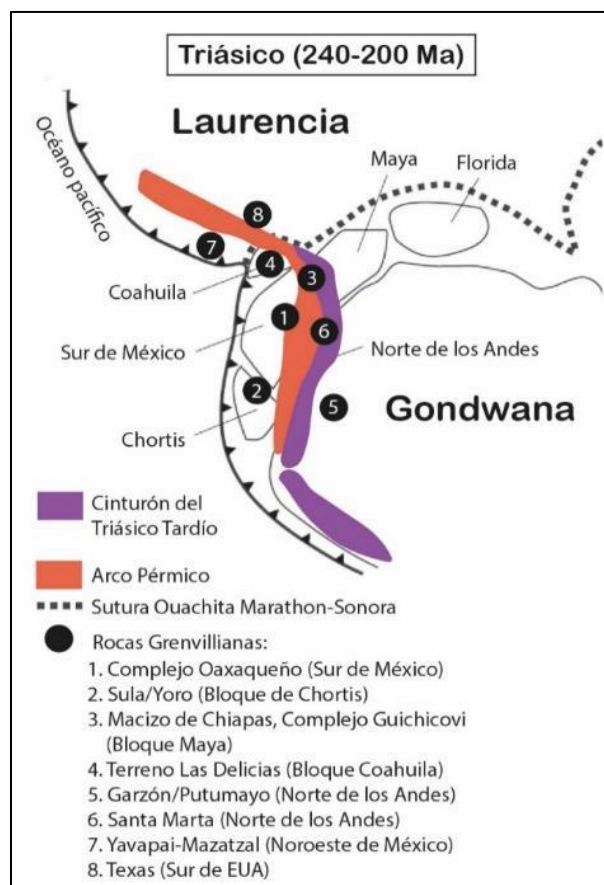 Triásico (240-200 Ma)
Laurencia
Océano pacífico
Maya
Florida
8
7
4
Coahuila
3
1
Sur de México
6
Norte de los Andes
2
5
Gondwana
Chortis
Cinturón del
Triásico Tardío
Arco Pérmico
Sutura Ouachita Marathon-Sonora
Rocas Grenvillianas:
1. Complejo Oaxaqueño (Sur de México)
2. Sula/Yoro (Bloque de Chortis)
3. Macizo de Chiapas, Complejo Guichicovi
(Bloque Maya)
4. Terreno Las Delicias (Bloque Coahuila)
5. Garzón/Putumayo (Norte de los Andes)
6. Santa Marta (Norte de los Andes)
7. Yavapai-Mazatzal (Noroeste de México)
8. Texas (Sur de EUA)